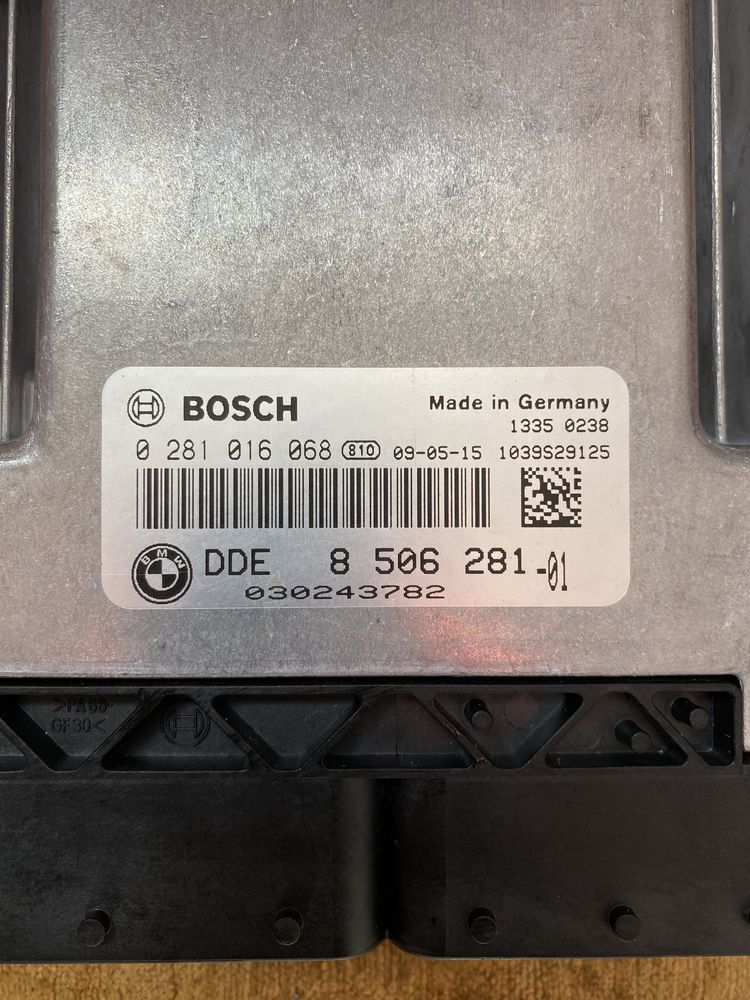 BOSCH
Made in Germany
1335 0238
0 281 016 068 810 09-05-15 1039S29125
BMW
DDE 8 506 281-01
030243782
>PA66-
GF30<